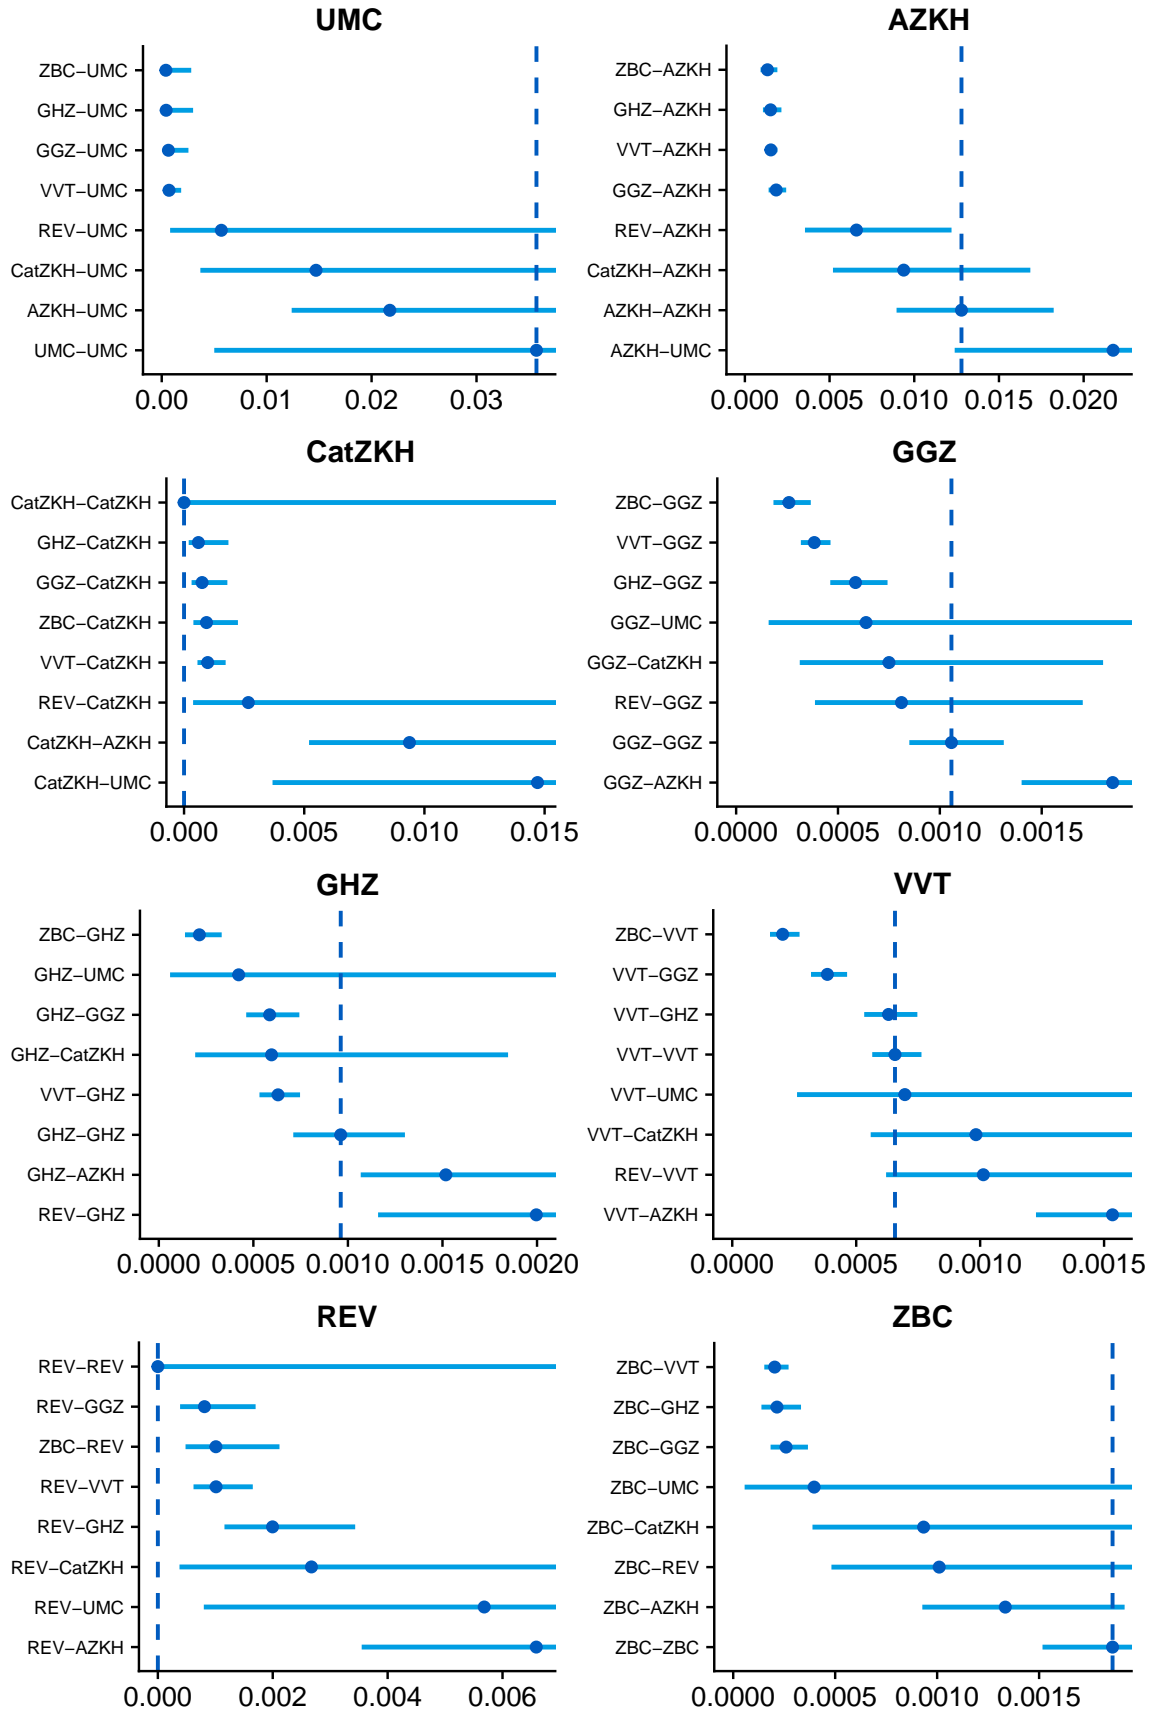 UMC
ZBC–UMC
GHZ–UMC
GGZ–UMC
VVT–UMC
REV–UMC
CatZKH–UMC
AZKH–UMC
UMC–UMC
0.00 0.01 0.02 0.03
AZKH
ZBC–AZKH
GHZ–AZKH
VVT–AZKH
GGZ–AZKH
REV–AZKH
CatZKH–AZKH
AZKH–AZKH
AZKH–UMC
0.000 0.005 0.010 0.015 0.020
CatZKH
CatZKH–CatZKH
GHZ–CatZKH
GGZ–CatZKH
ZBC–CatZKH
VVT–CatZKH
REV–CatZKH
CatZKH–AZKH
CatZKH–UMC
0.000 0.005 0.010 0.015
GGZ
ZBC–GGZ
VVT–GGZ
GHZ–GGZ
GGZ–UMC
GGZ–CatZKH
REV–GGZ
GGZ–GGZ
GGZ–AZKH
0.0000 0.0005 0.0010 0.0015
GHZ
ZBC–GHZ
GHZ–UMC
GHZ–GGZ
GHZ–CatZKH
VVT–GHZ
GHZ–GHZ
GHZ–AZKH
REV–GHZ
0.0000 0.0005 0.0010 0.0015 0.0020
VVT
ZBC–VVT
VVT–GGZ
VVT–GHZ
VVT–VVT
VVT–UMC
VVT–CatZKH
REV–VVT
VVT–AZKH
0.0000 0.0005 0.0010 0.0015
REV
REV–REV
REV–GGZ
ZBC–REV
REV–VVT
REV–GHZ
REV–CatZKH
REV–UMC
REV–AZKH
0.000 0.002 0.004 0.006
ZBC
ZBC–VVT
ZBC–GHZ
ZBC–GGZ
ZBC–UMC
ZBC–CatZKH
ZBC–REV
ZBC–AZKH
ZBC–ZBC
0.0000 0.0005 0.0010 0.0015